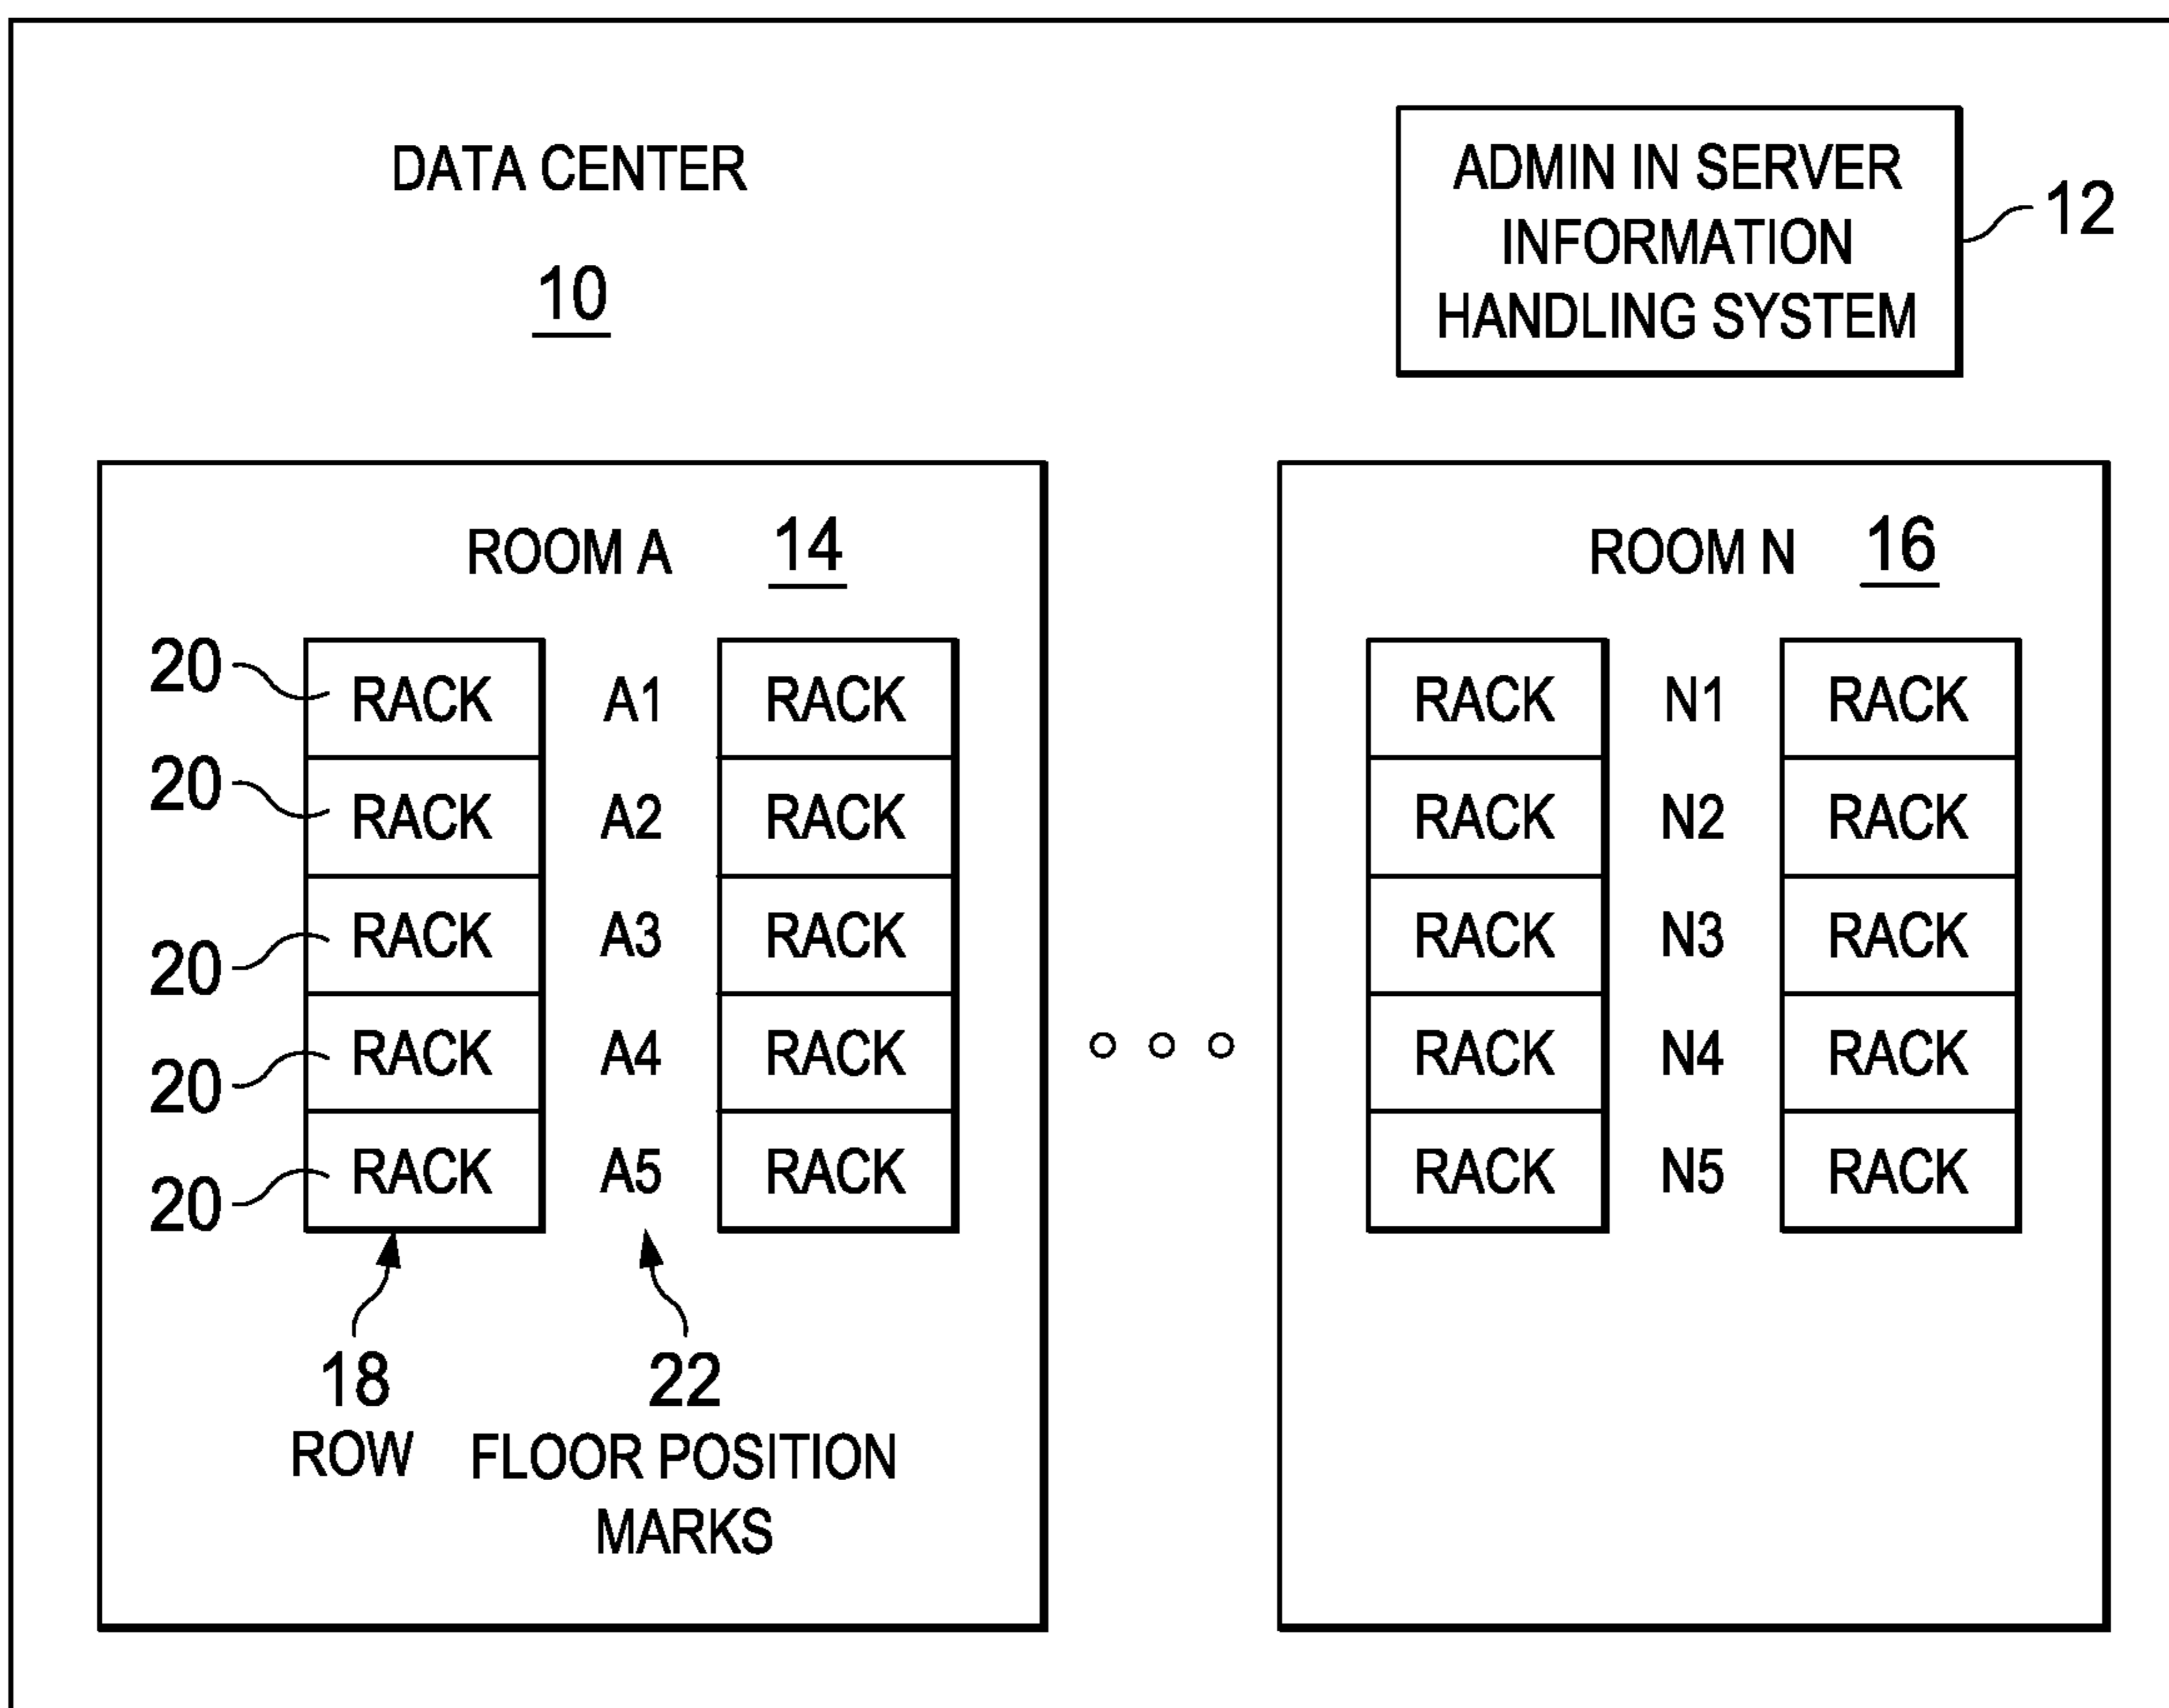 DATA CENTER
10
ADMIN IN SERVER
INFORMATION
HANDLING SYSTEM
12
ROOM A 14
20 RACK A1 RACK
20 RACK A2 RACK
20 RACK A3 RACK
20 RACK A4 RACK
20 RACK A5 RACK
18
ROW
22
FLOOR POSITION
MARKS
ROOM N 16
RACK N1 RACK
RACK N2 RACK
RACK N3 RACK
RACK N4 RACK
RACK N5 RACK